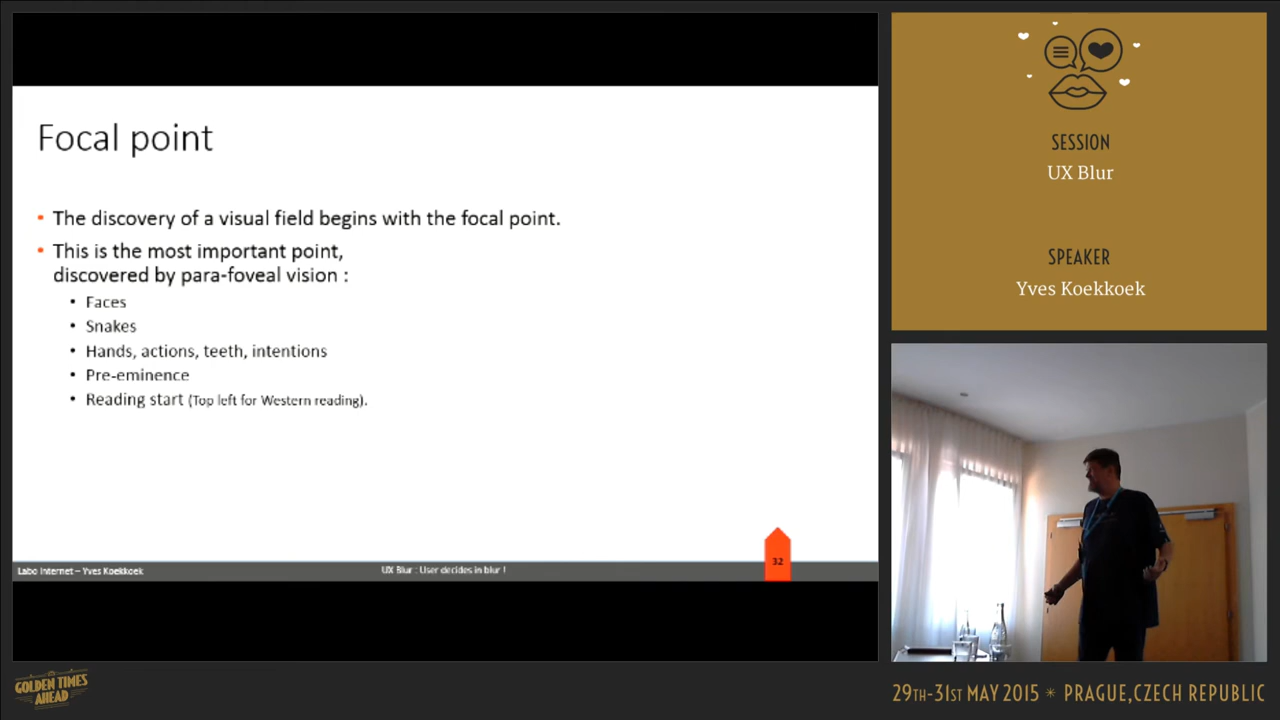 Focal point
• The discovery of a visual field begins with the focal point.
• This is the most important point,
discovered by para-foveal vision :
• Faces
• Snakes
• Hands, actions, teeth, intentions
• Pre-eminence
• Reading start (Top left for Western reading).
Labo Internet – Yves Koekkoek
UX Blur : User decides in blur !
32
SESSION
UX Blur
SPEAKER
Yves Koekkoek
GOLDEN TIMES
AHEAD
29TH-31ST MAY 2015 * PRAGUE,CZECH REPUBLIC